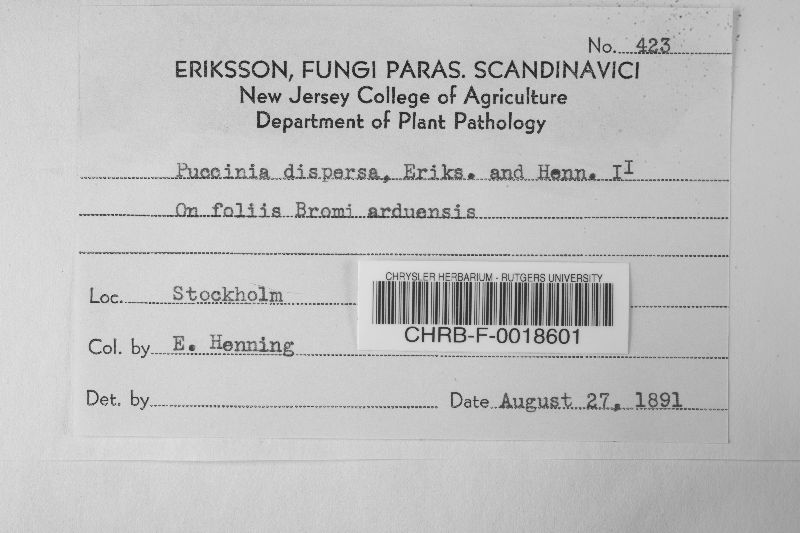 No. 423
ERIKSSON, FUNGI PARAS. SCANDINAVICI
New Jersey College of Agriculture
Department of Plant Pathology
Puccinia dispersa, Eriks. and Henn. II
On foliis Bromi arduensis
Loc. Stockholm
CHRYSLER HERBARIUM - RUTGERS UNIVERSITY
CHRB-F-0018601
Col. by E. Henning
Det. by
Date August 27, 1891